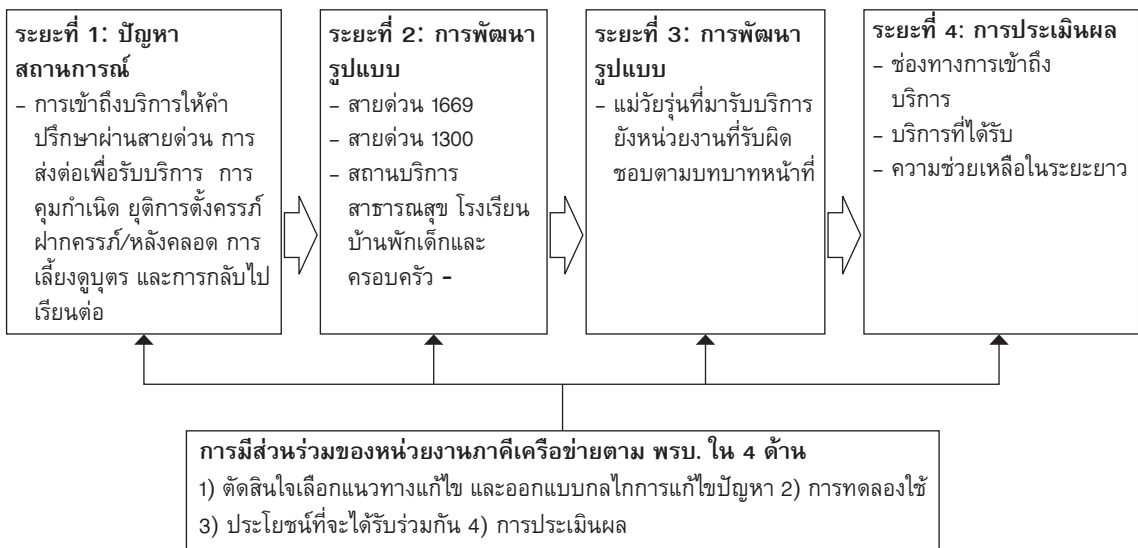 ระยะที่ 1: ปัญหา
สถานการณ์
– การเข้าถึงบริการให้คำ
ปรึกษาผ่านสายด่วน การ
ส่งต่อเพื่อรับบริการ การ
คุมกำเนิด ยุติการตั้งครรภ์
ฝากครรภ์/หลังคลอด การ
เลี้ยงดูบุตร และการกลับไป
เรียนต่อ
ระยะที่ 2: การพัฒนา
รูปแบบ
– สายด่วน 1669
– สายด่วน 1300
– สถานบริการ
สาธารณสุข โรงเรียน
บ้านพักเด็กและ
ครอบครัว –
ระยะที่ 3: การพัฒนา
รูปแบบ
– แม่วัยรุ่นที่มารับบริการ
ยังหน่วยงานที่รับผิด
ชอบตามบทบาทหน้าที่
ระยะที่ 4: การประเมินผล
– ช่องทางการเข้าถึง
บริการ
– บริการที่ได้รับ
– ความช่วยเหลือในระยะยาว
การมีส่วนร่วมของหน่วยงานภาคีเครือข่ายตาม พรบ. ใน 4 ด้าน
1) ตัดสินใจเลือกแนวทางแก้ไข และออกแบบกลไกการแก้ไขปัญหา 2) การทดลองใช้
3) ประโยชน์ที่จะได้รับร่วมกัน 4) การประเมินผล